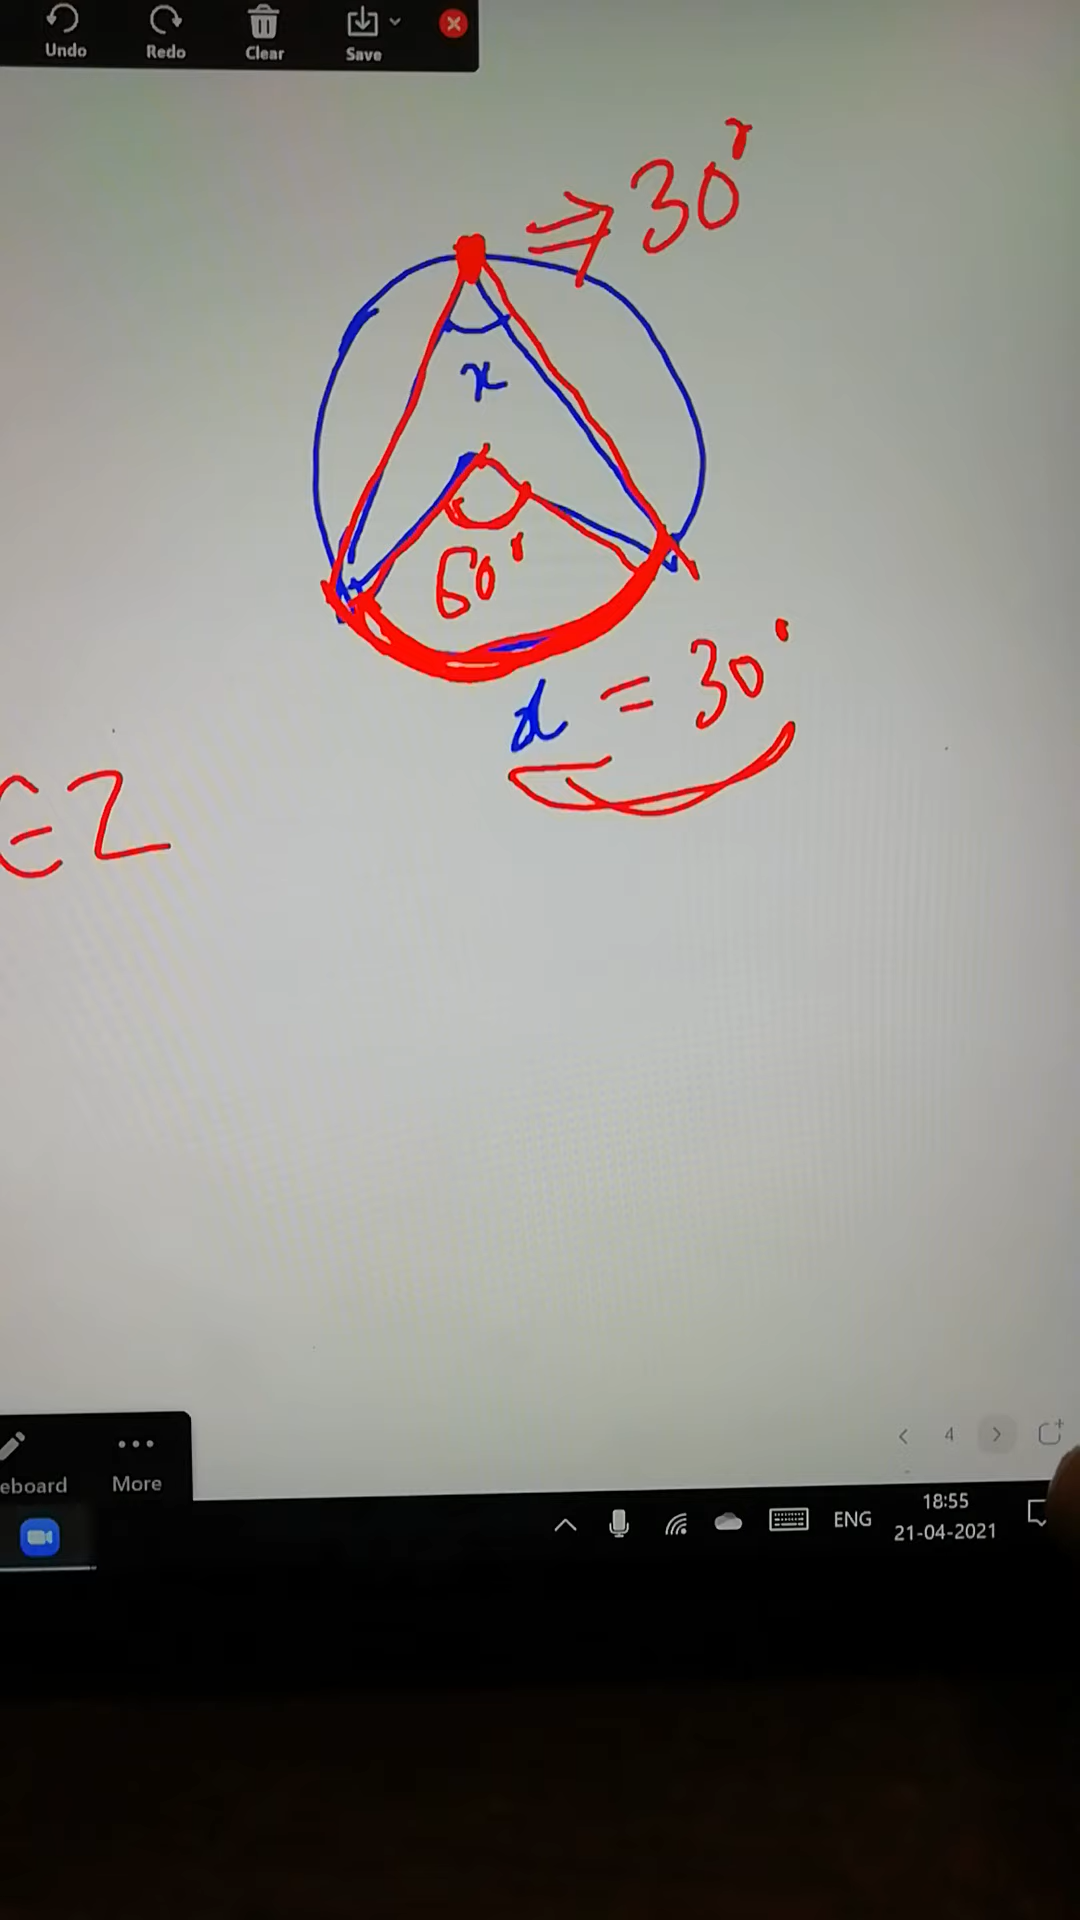 Undo Redo Clear Save
⇒ 30°
x
60°
x = 30°
∈ Z
4
eboard More
ENG 18:55
21-04-2021